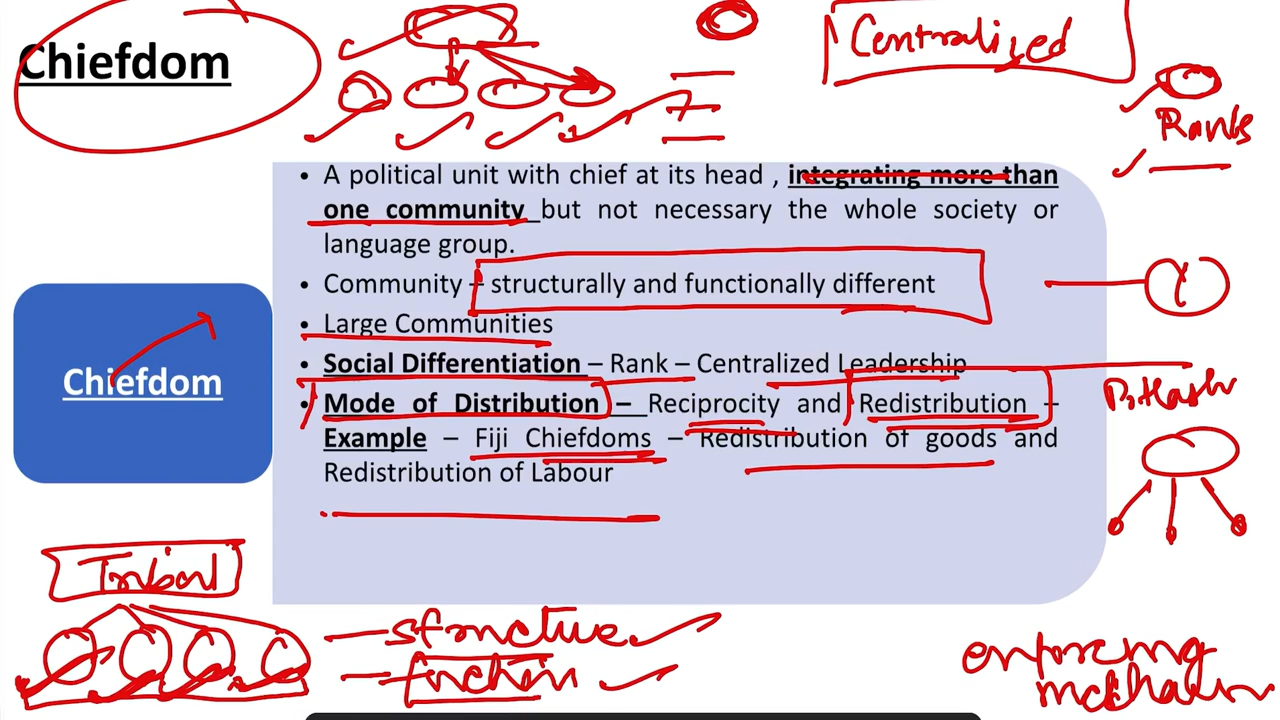 Chiefdom
Centralized
Ranks
• A political unit with chief at its head , integrating more than
one community but not necessary the whole society or
language group.
• Community – structurally and functionally different
• Large Communities
• Social Differentiation – Rank – Centralized Leadership
• Mode of Distribution – Reciprocity and Redistribution –
Example – Fiji Chiefdoms – Redistribution of goods and
Redistribution of Labour
Chiefdom
Tribal
– structure
– function
enforcing